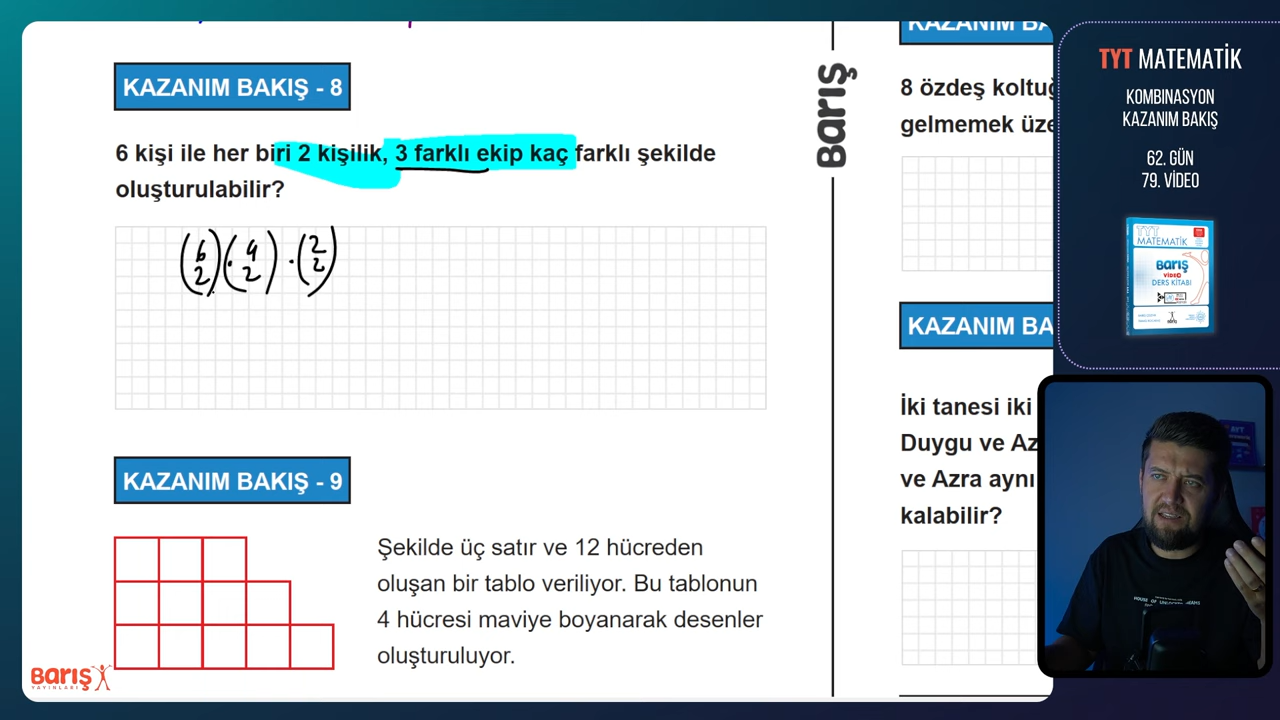 KAZANIM BAKIŞ - 8
6 kişi ile her biri 2 kişilik, 3 farklı ekip kaç farklı şekilde
oluşturulabilir?
(6 2) · (4 2) · (2 2)
KAZANIM BAKIŞ - 9
Şekilde üç satır ve 12 hücreden
oluşan bir tablo veriliyor. Bu tablonun
4 hücresi maviye boyanarak desenler
oluşturuluyor.
BARIŞ
YAYINLARI
Barış
KAZANIM BA
8 özdeş koltuğ
gelmemek üze
KAZANIM BA
İki tanesi iki
Duygu ve Az
ve Azra aynı
kalabilir?
TYT MATEMATİK
KOMBİNASYON
KAZANIM BAKIŞ
62. GÜN
79. VİDEO
TYT
MATEMATİK
BARIŞ
VİDEO
DERS KİTABI